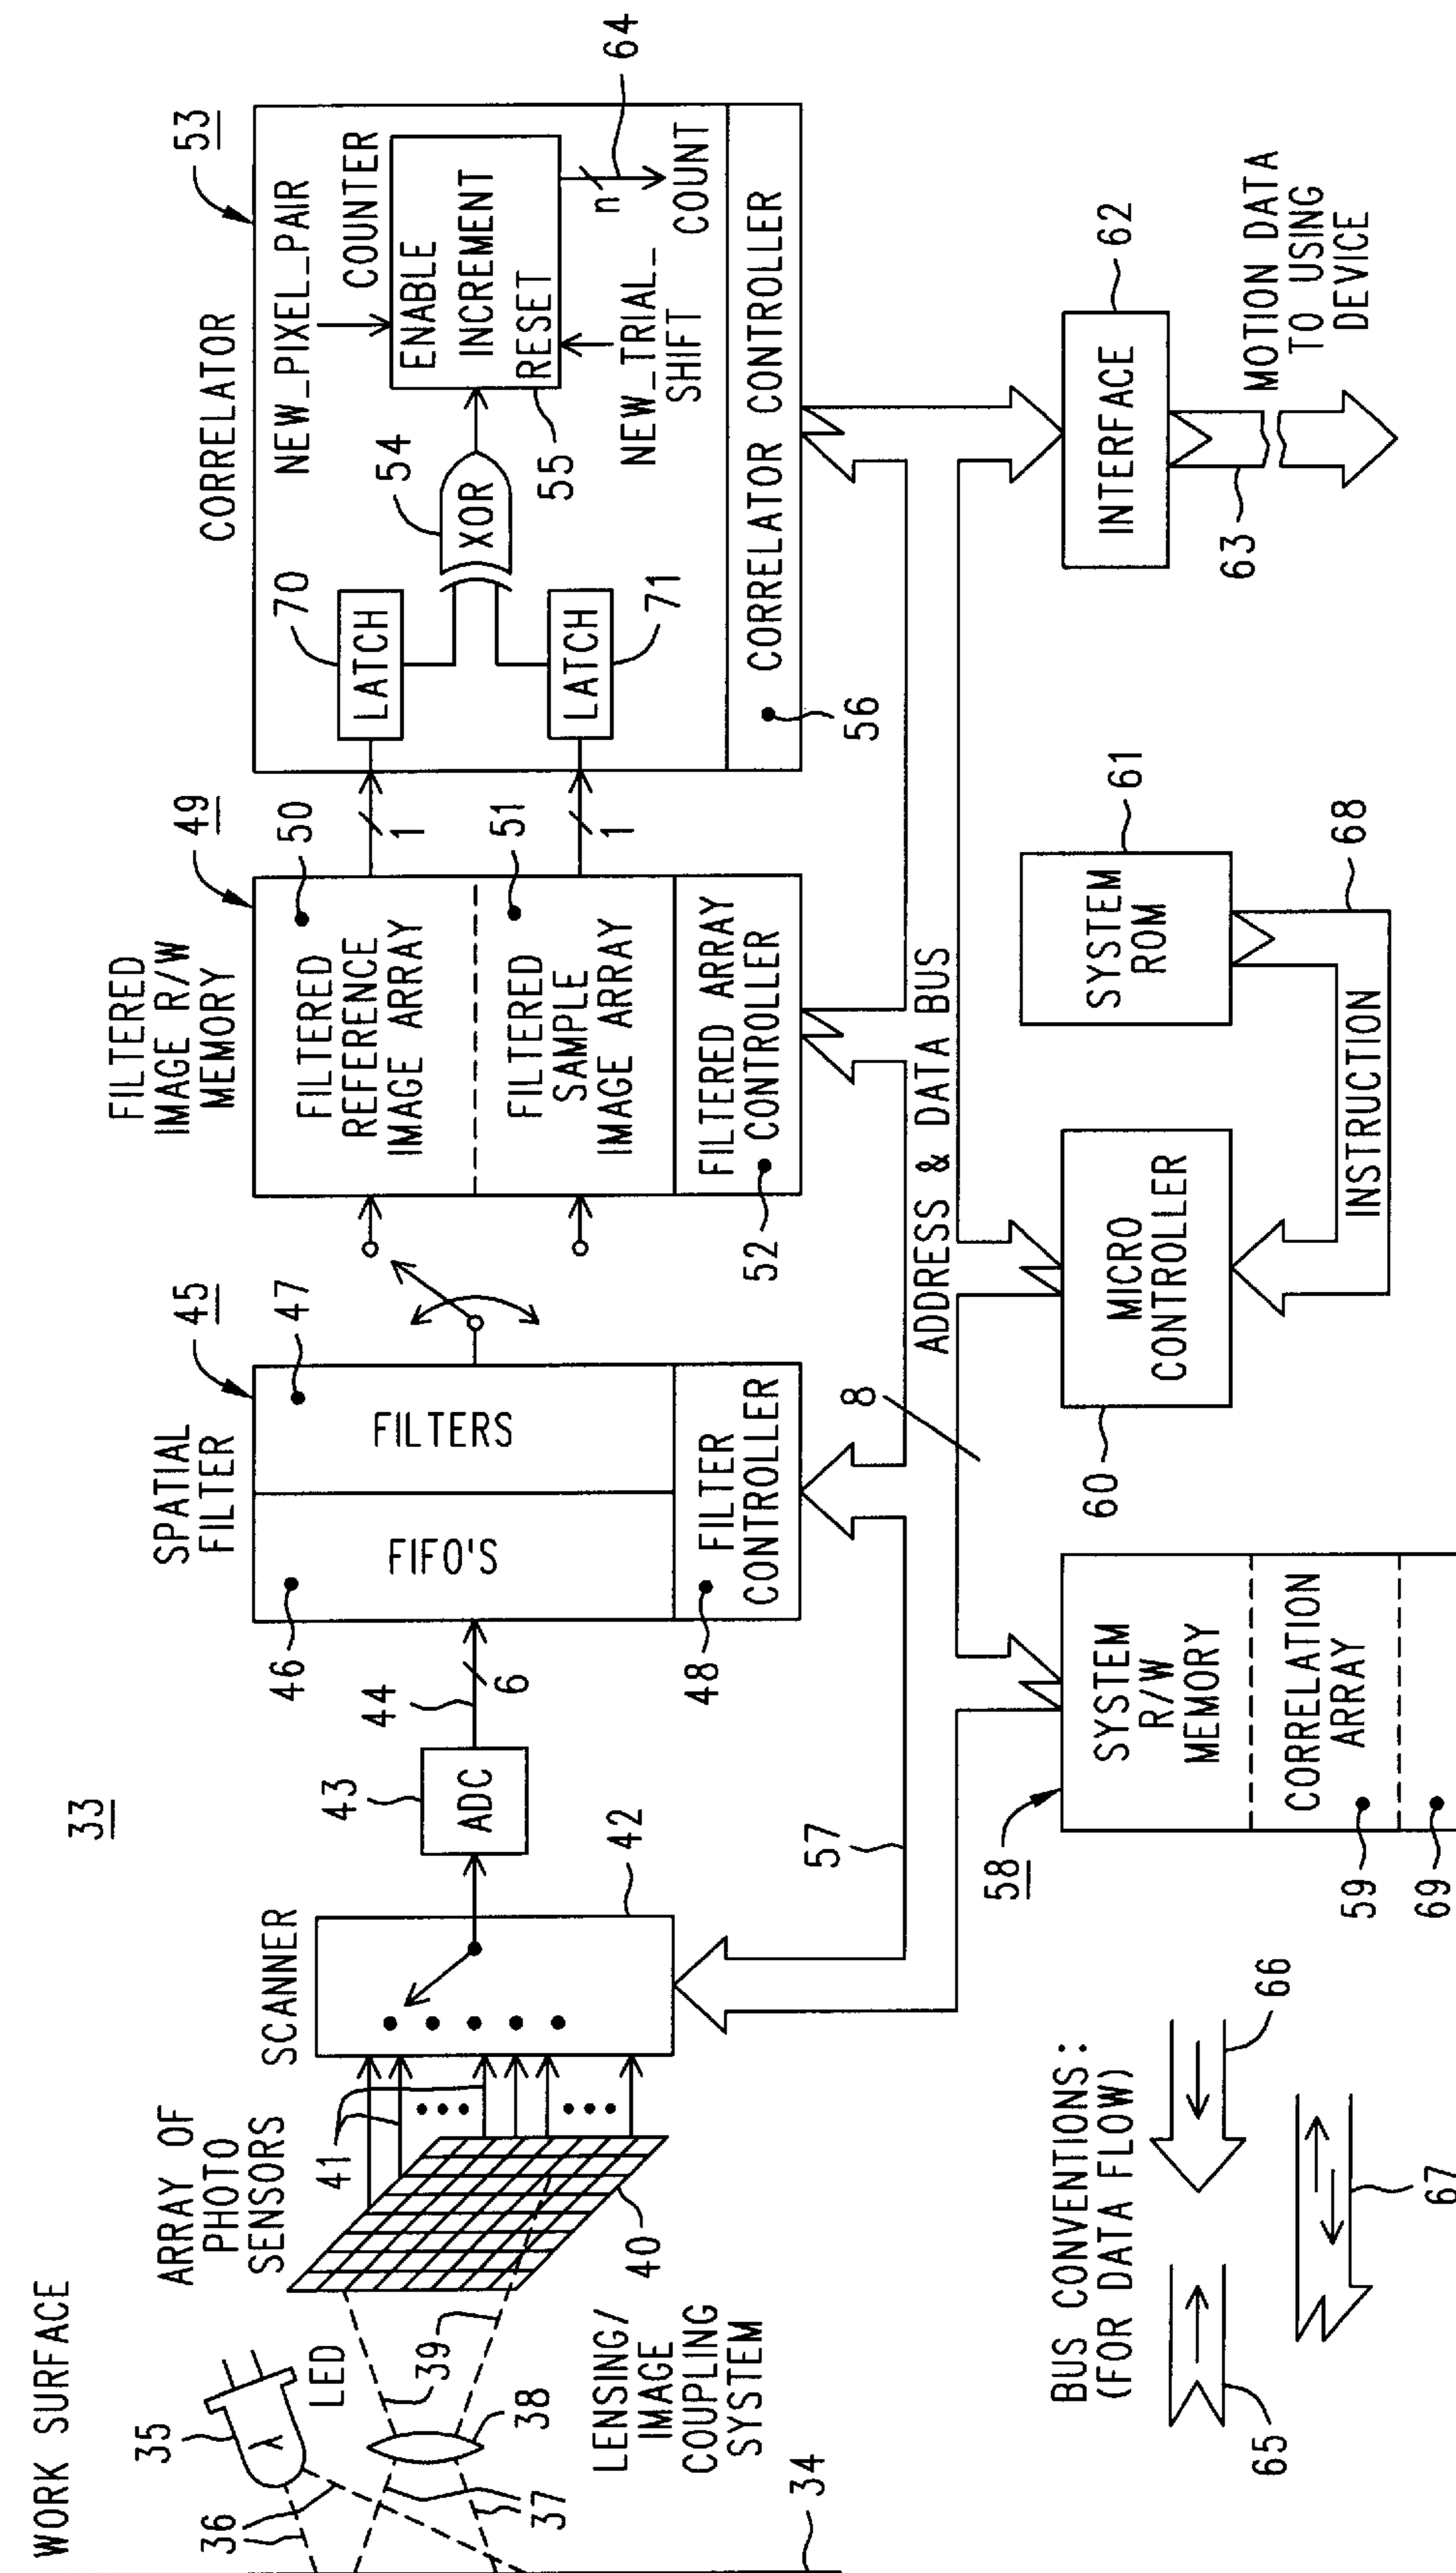 33
WORK SURFACE
35
λ
LED
36
37
34
38
39
LENSING/
IMAGE
COUPLING
SYSTEM
ARRAY OF
PHOTO
SENSORS
41
40
SCANNER
42
43
ADC
44
6
SPATIAL
FILTER
45
46
FIFO'S
47
FILTERS
48
FILTER
CONTROLLER
FILTERED
IMAGE R/W
MEMORY
49
FILTERED
REFERENCE
IMAGE ARRAY
50
FILTERED
SAMPLE
IMAGE ARRAY
51
FILTERED ARRAY
CONTROLLER
52
1
1
CORRELATOR
53
70
LATCH
LATCH
71
54
XOR
NEW_PIXEL_PAIR
COUNTER
ENABLE
INCREMENT
RESET
55
NEW_TRIAL_
SHIFT
n
64
COUNT
CORRELATOR CONTROLLER
56
57
ADDRESS & DATA BUS
8
58
SYSTEM
R/W
MEMORY
CORRELATION
ARRAY
59
69
60
MICRO
CONTROLLER
SYSTEM
ROM
61
INSTRUCTION
68
INTERFACE
62
63
MOTION DATA
TO USING
DEVICE
BUS CONVENTIONS:
(FOR DATA FLOW)
65
66
67